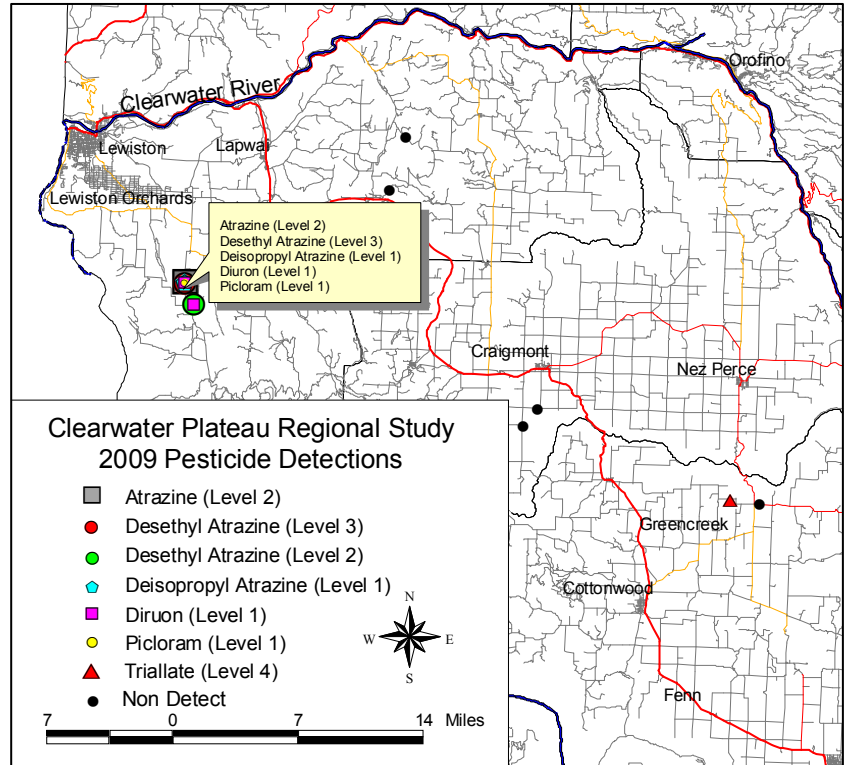 Orofino
Clearwater River
Lewiston
Lapwai
Lewiston Orchards
Atrazine (Level 2)
Desethyl Atrazine (Level 3)
Deisopropyl Atrazine (Level 1)
Diuron (Level 1)
Picloram (Level 1)
Craigmont
Nez Perce
Greencreek
Cottonwood
Fenn
Clearwater Plateau Regional Study
2009 Pesticide Detections
Atrazine (Level 2)
Desethyl Atrazine (Level 3)
Desethyl Atrazine (Level 2)
Deisopropyl Atrazine (Level 1)
Diruon (Level 1)
Picloram (Level 1)
Triallate (Level 4)
Non Detect
N
W E
S
7 0 7 14 Miles